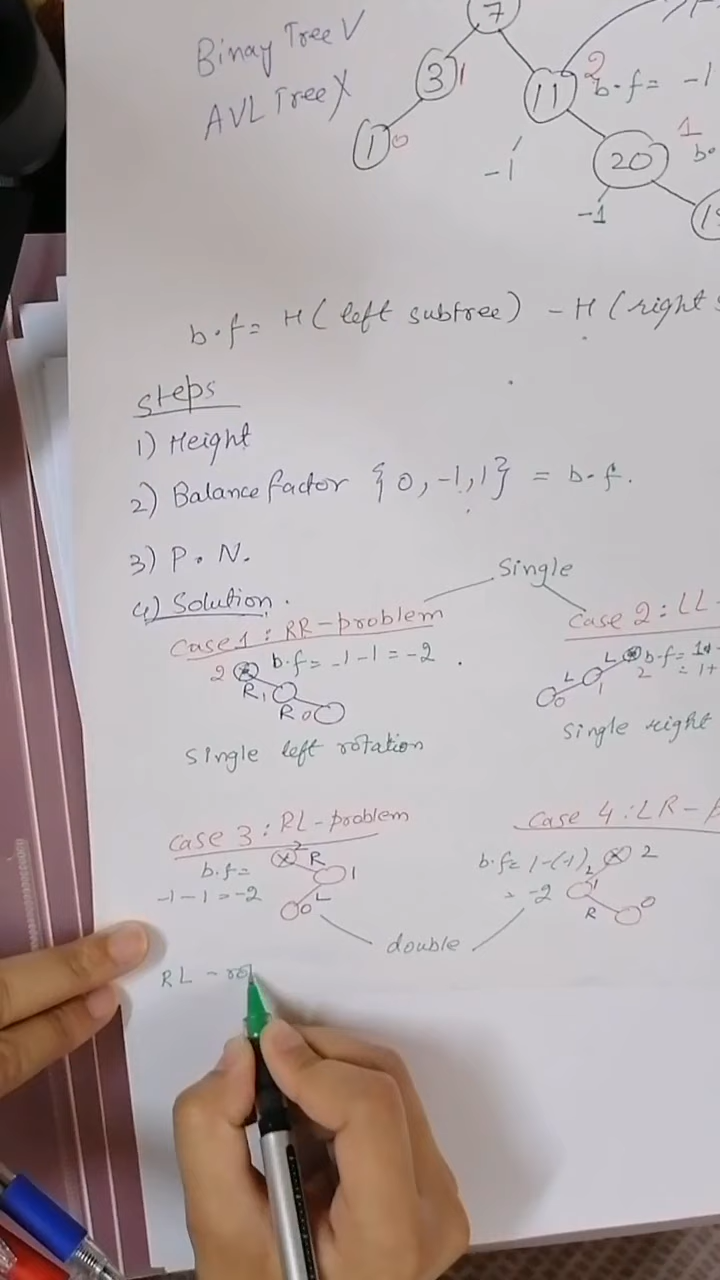 7
Binay Tree V
3 1
2
11 b.f= -1
AVL Tree X
1 0
1
20
-1
-1
b.f= H( left subtree) - H (right
Steps
1) Height
2) Balance factor {0, -1, 1} = b.f.
3) P. N.
4) Solution.
Single
Case 1 : RR-problem
Case 2 : LL
2 b.f= -1-1 = -2
R 1
R 0
L L b.f=
2
0 1
Single left rotation
Single right
Case 3 : RL-problem
Case 4 : LR-
b.f= 2 R 1
-1-1=-2 L 0
b.f= 1-(-1) L 2
= -2 1
R 0
double
RL -